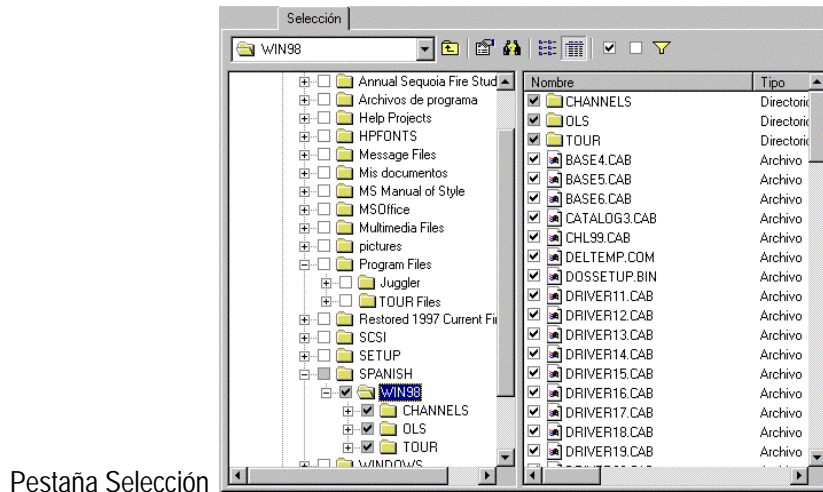 Selección
WIN98
Annual Sequoia Fire Stud
Archivos de programa
Help Projects
HPFONTS
Message Files
Mis documentos
MS Manual of Style
MSOffice
Multimedia Files
pictures
Program Files
Juggler
TOUR Files
Restored 1997 Current Fi
SCSI
SETUP
SPANISH
WIN98
CHANNELS
OLS
TOUR
WINDOWS
Nombre Tipo
CHANNELS Directorio
OLS Directorio
TOUR Directorio
BASE4.CAB Archivo
BASE5.CAB Archivo
BASE6.CAB Archivo
CATALOG3.CAB Archivo
CHL99.CAB Archivo
DELTEMP.COM Archivo
DOSSETUP.BIN Archivo
DRIVER11.CAB Archivo
DRIVER12.CAB Archivo
DRIVER13.CAB Archivo
DRIVER14.CAB Archivo
DRIVER15.CAB Archivo
DRIVER16.CAB Archivo
DRIVER17.CAB Archivo
DRIVER18.CAB Archivo
DRIVER19.CAB Archivo
Pestaña Selección